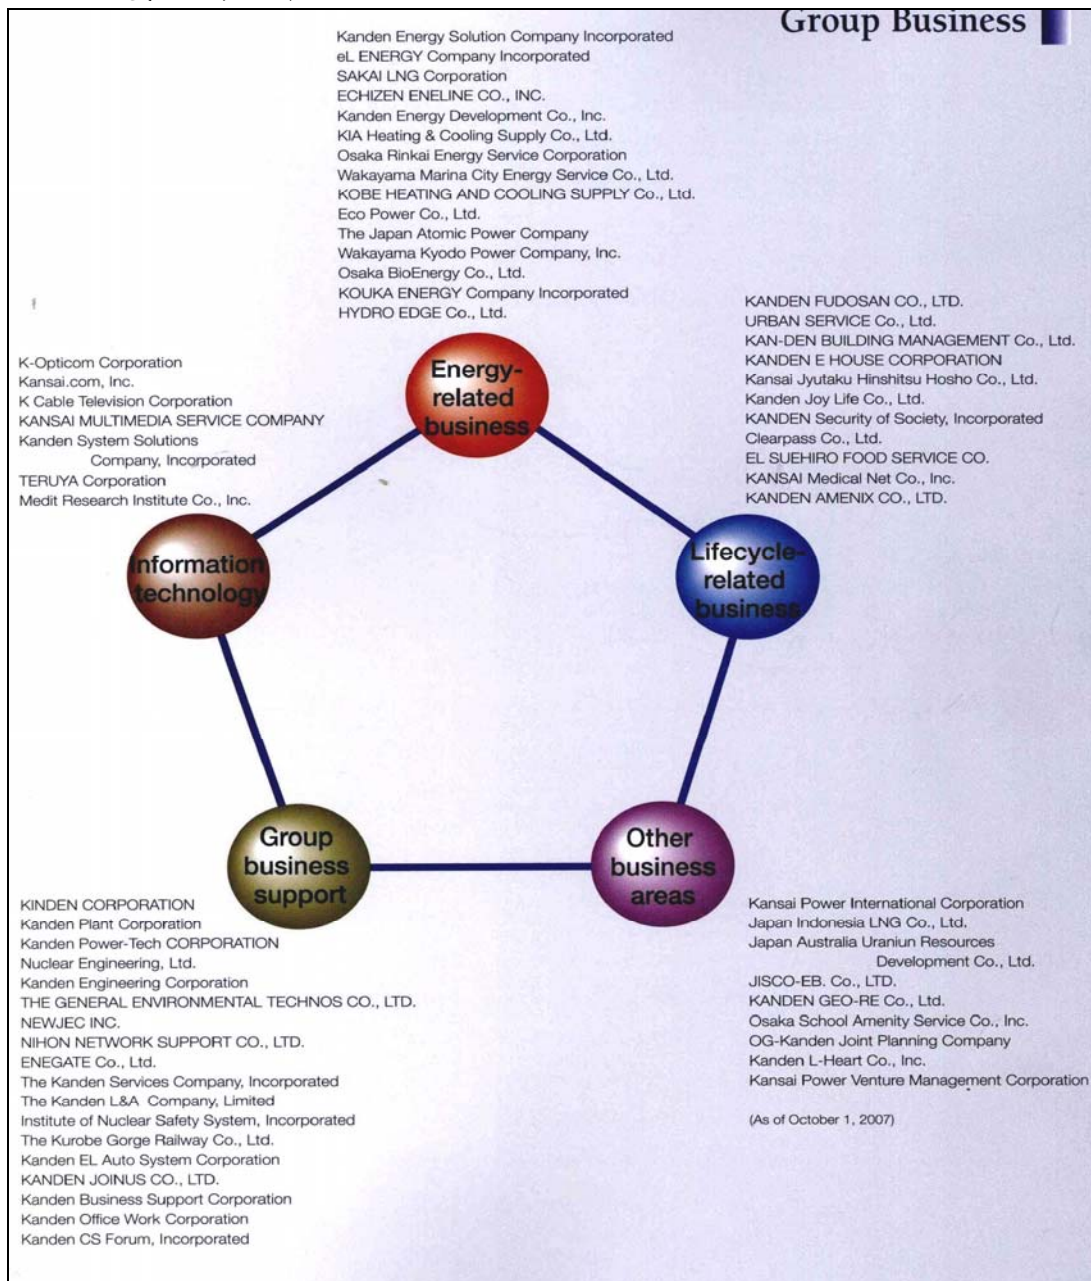 Group Business
Kanden Energy Solution Company Incorporated
eL ENERGY Company Incorporated
SAKAI LNG Corporation
ECHIZEN ENELINE CO., INC.
Kanden Energy Development Co., Inc.
KIA Heating & Cooling Supply Co., Ltd.
Osaka Rinkai Energy Service Corporation
Wakayama Marina City Energy Service Co., Ltd.
KOBE HEATING AND COOLING SUPPLY Co., Ltd.
Eco Power Co., Ltd.
The Japan Atomic Power Company
Wakayama Kyodo Power Company, Inc.
Osaka BioEnergy Co., Ltd.
KOUKA ENERGY Company Incorporated
HYDRO EDGE Co., Ltd.
Energy-
related
business
KANDEN FUDOSAN CO., LTD.
URBAN SERVICE Co., Ltd.
KAN-DEN BUILDING MANAGEMENT Co., Ltd.
KANDEN E HOUSE CORPORATION
Kansai Jyutaku Hinshitsu Hosho Co., Ltd.
Kanden Joy Life Co., Ltd.
KANDEN Security of Society, Incorporated
Clearpass Co., Ltd.
EL SUEHIRO FOOD SERVICE CO.
KANSAI Medical Net Co., Inc.
KANDEN AMENIX CO., LTD.
Lifecycle-
related
business
K-Opticom Corporation
Kansai.com, Inc.
K Cable Television Corporation
KANSAI MULTIMEDIA SERVICE COMPANY
Kanden System Solutions
Company, Incorporated
TERUYA Corporation
Medit Research Institute Co., Inc.
Information
technology
Group
business
support
KINDEN CORPORATION
Kanden Plant Corporation
Kanden Power-Tech CORPORATION
Nuclear Engineering, Ltd.
Kanden Engineering Corporation
THE GENERAL ENVIRONMENTAL TECHNOS CO., LTD.
NEWJEC INC.
NIHON NETWORK SUPPORT CO., LTD.
ENEGATE Co., Ltd.
The Kanden Services Company, Incorporated
The Kanden L&A Company, Limited
Institute of Nuclear Safety System, Incorporated
The Kurobe Gorge Railway Co., Ltd.
Kanden EL Auto System Corporation
KANDEN JOINUS CO., LTD.
Kanden Business Support Corporation
Kanden Office Work Corporation
Kanden CS Forum, Incorporated
Other
business
areas
Kansai Power International Corporation
Japan Indonesia LNG Co., Ltd.
Japan Australia Uraniun Resources
Development Co., Ltd.
JISCO-EB. Co., LTD.
KANDEN GEO-RE Co., Ltd.
Osaka School Amenity Service Co., Inc.
OG-Kanden Joint Planning Company
Kanden L-Heart Co., Inc.
Kansai Power Venture Management Corporation
(As of October 1, 2007)